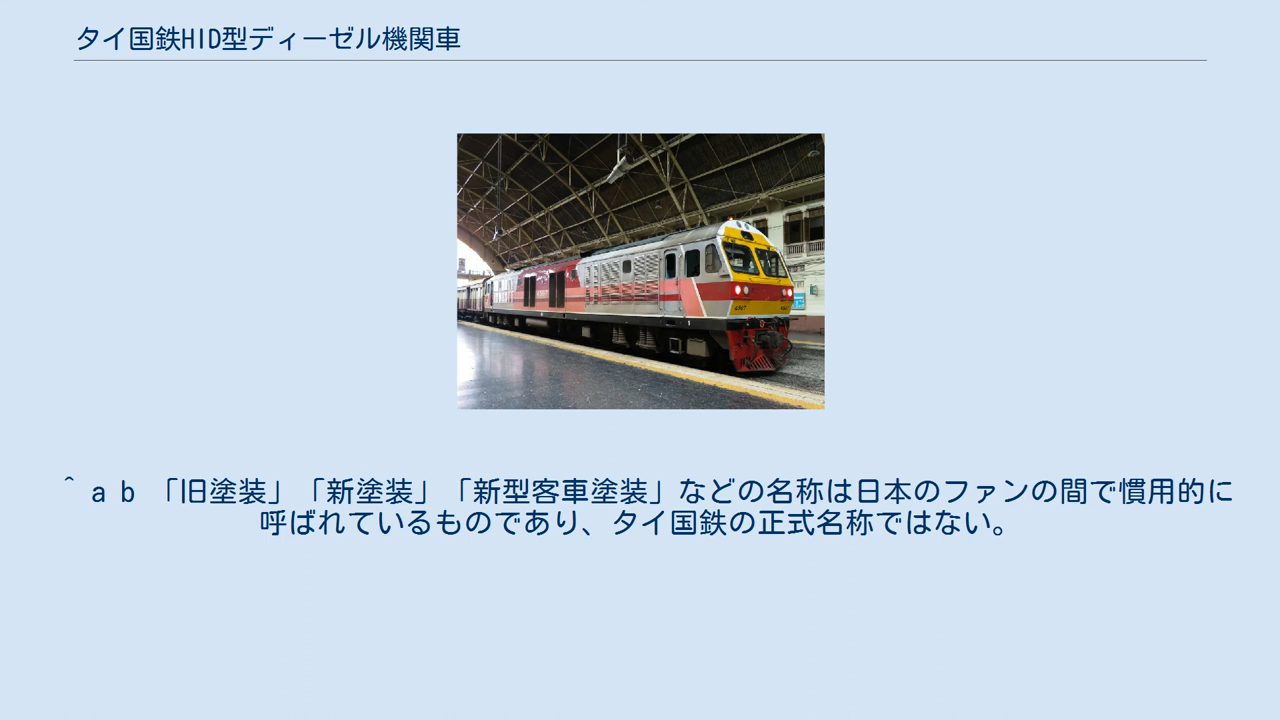 タイ国鉄HID型ディーゼル機関車
^ a b 「旧塗装」「新塗装」「新型客車塗装」などの名称は日本のファンの間で慣用的に
呼ばれているものであり、タイ国鉄の正式名称ではない。